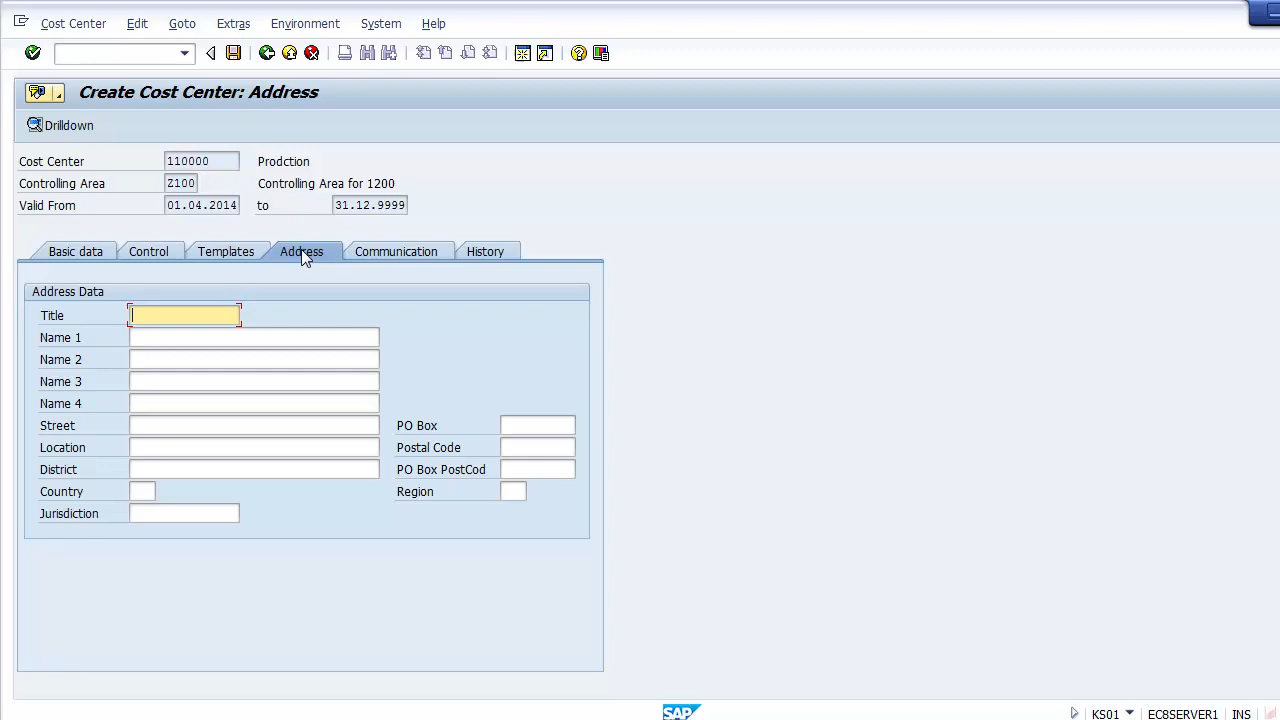 Cost Center Edit Goto Extras Environment System Help
Create Cost Center: Address
Drilldown
Cost Center 110000 Prodction
Controlling Area Z100 Controlling Area for 1200
Valid From 01.04.2014 to 31.12.9999
Basic data Control Templates Address Communication History
Address Data
Title
Name 1
Name 2
Name 3
Name 4
Street PO Box
Location Postal Code
District PO Box PostCod
Country Region
Jurisdiction
SAP KS01 EC8SERVER1 INS